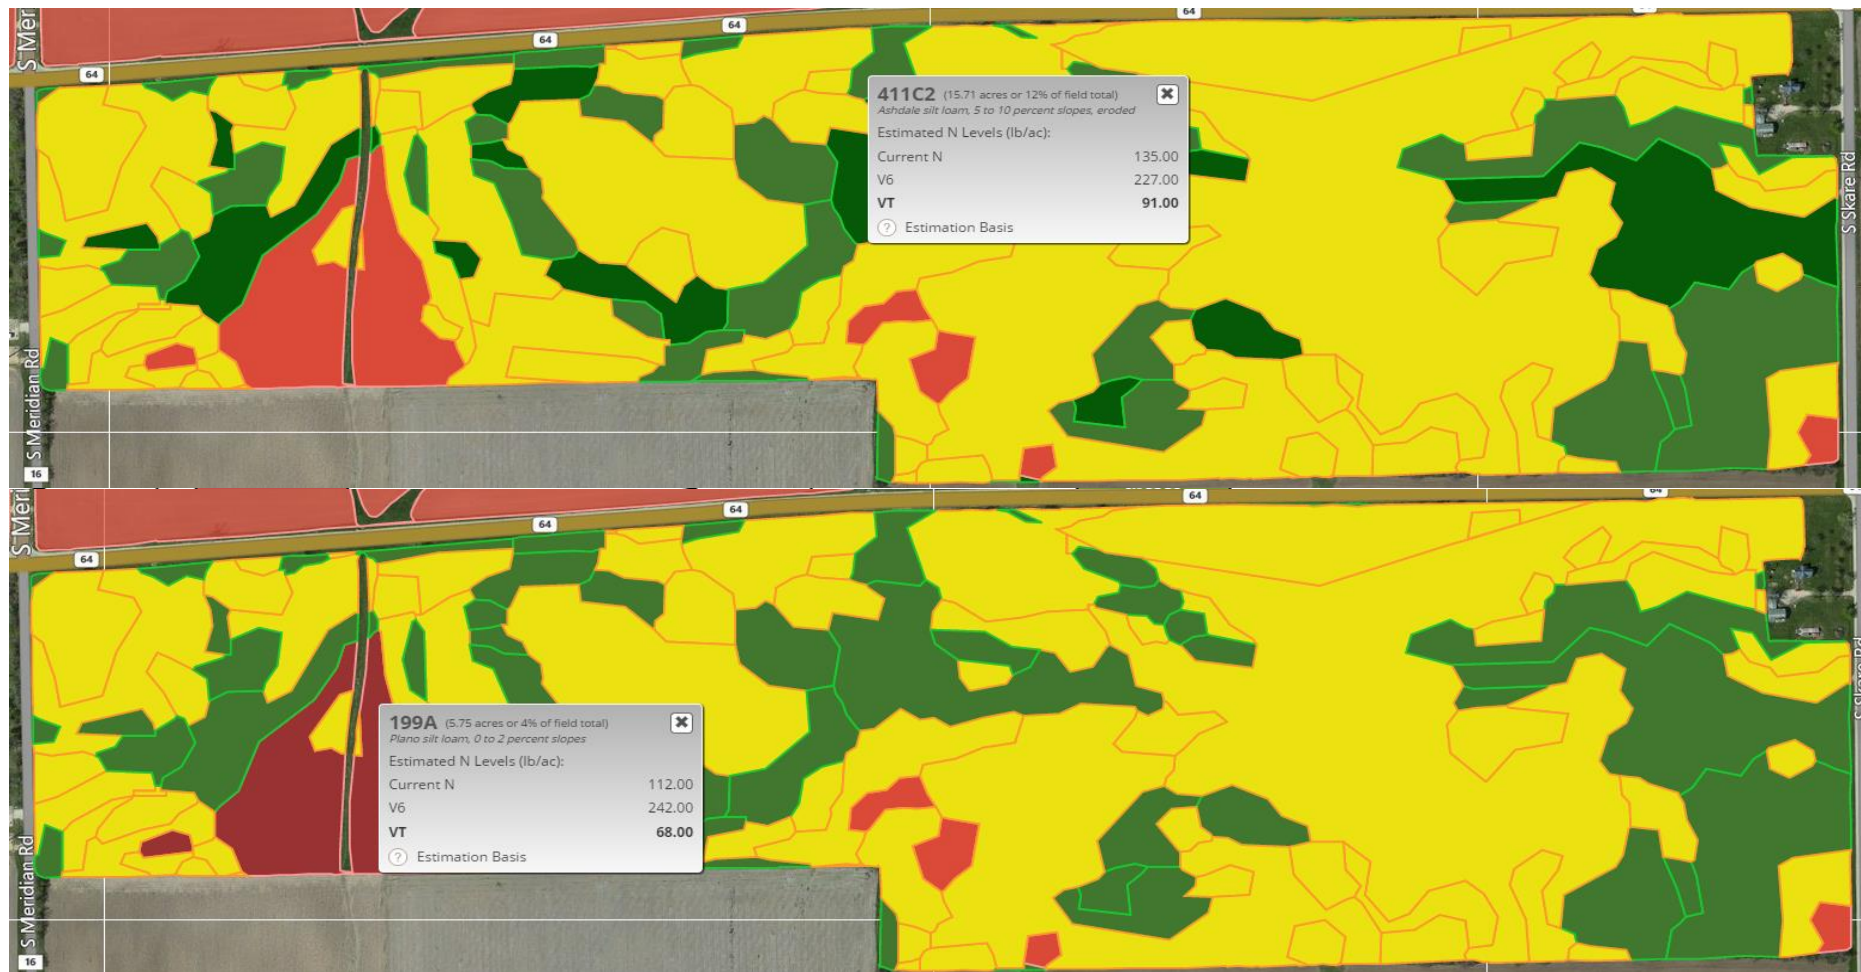 S Mer
64
64
64
64
411C2 (15.71 acres or 12% of field total)
Ashdale silt loam, 5 to 10 percent slopes, eroded
Estimated N Levels (lb/ac):
Current N 135.00
V6 227.00
VT 91.00
? Estimation Basis
S Skare Rd
S Meridian Rd
16
S Meri
64
64
64
64
64
199A (5.75 acres or 4% of field total)
Plano silt loam, 0 to 2 percent slopes
Estimated N Levels (lb/ac):
Current N 112.00
V6 242.00
VT 68.00
? Estimation Basis
S Skare Rd
S Meridian Rd
16